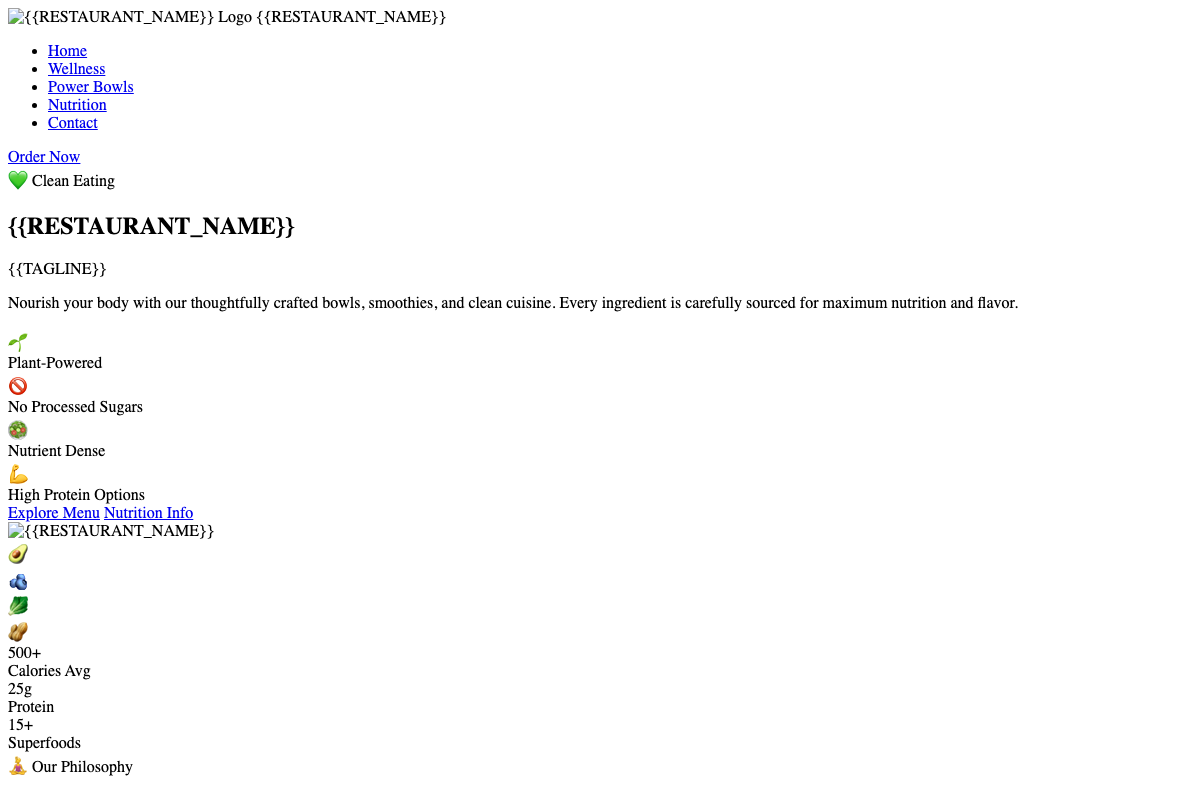 {{RESTAURANT_NAME}} Logo {{RESTAURANT_NAME}}
Home
Wellness
Power Bowls
Nutrition
Contact
Order Now
💚 Clean Eating
{{RESTAURANT_NAME}}
{{TAGLINE}}
Nourish your body with our thoughtfully crafted bowls, smoothies, and clean cuisine. Every ingredient is carefully sourced for maximum nutrition and flavor.
🌱
Plant-Powered
🚫
No Processed Sugars
🥗
Nutrient Dense
💪
High Protein Options
Explore Menu Nutrition Info
{{RESTAURANT_NAME}}
🥑
🫐
🥬
🥜
500+
Calories Avg
25g
Protein
15+
Superfoods
🧘‍♀️ Our Philosophy